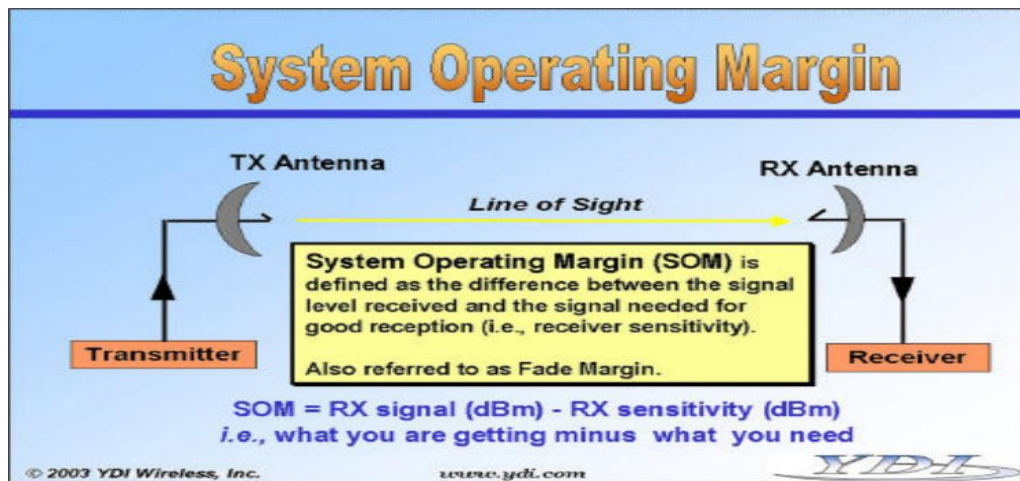 System Operating Margin
TX Antenna
RX Antenna
Line of Sight
System Operating Margin (SOM) is
defined as the difference between the signal
level received and the signal needed for
good reception (i.e., receiver sensitivity).
Also referred to as Fade Margin.
Transmitter
Receiver
SOM = RX signal (dBm) - RX sensitivity (dBm)
i.e., what you are getting minus what you need
© 2003 YDI Wireless, Inc.
www.ydi.com
YDI